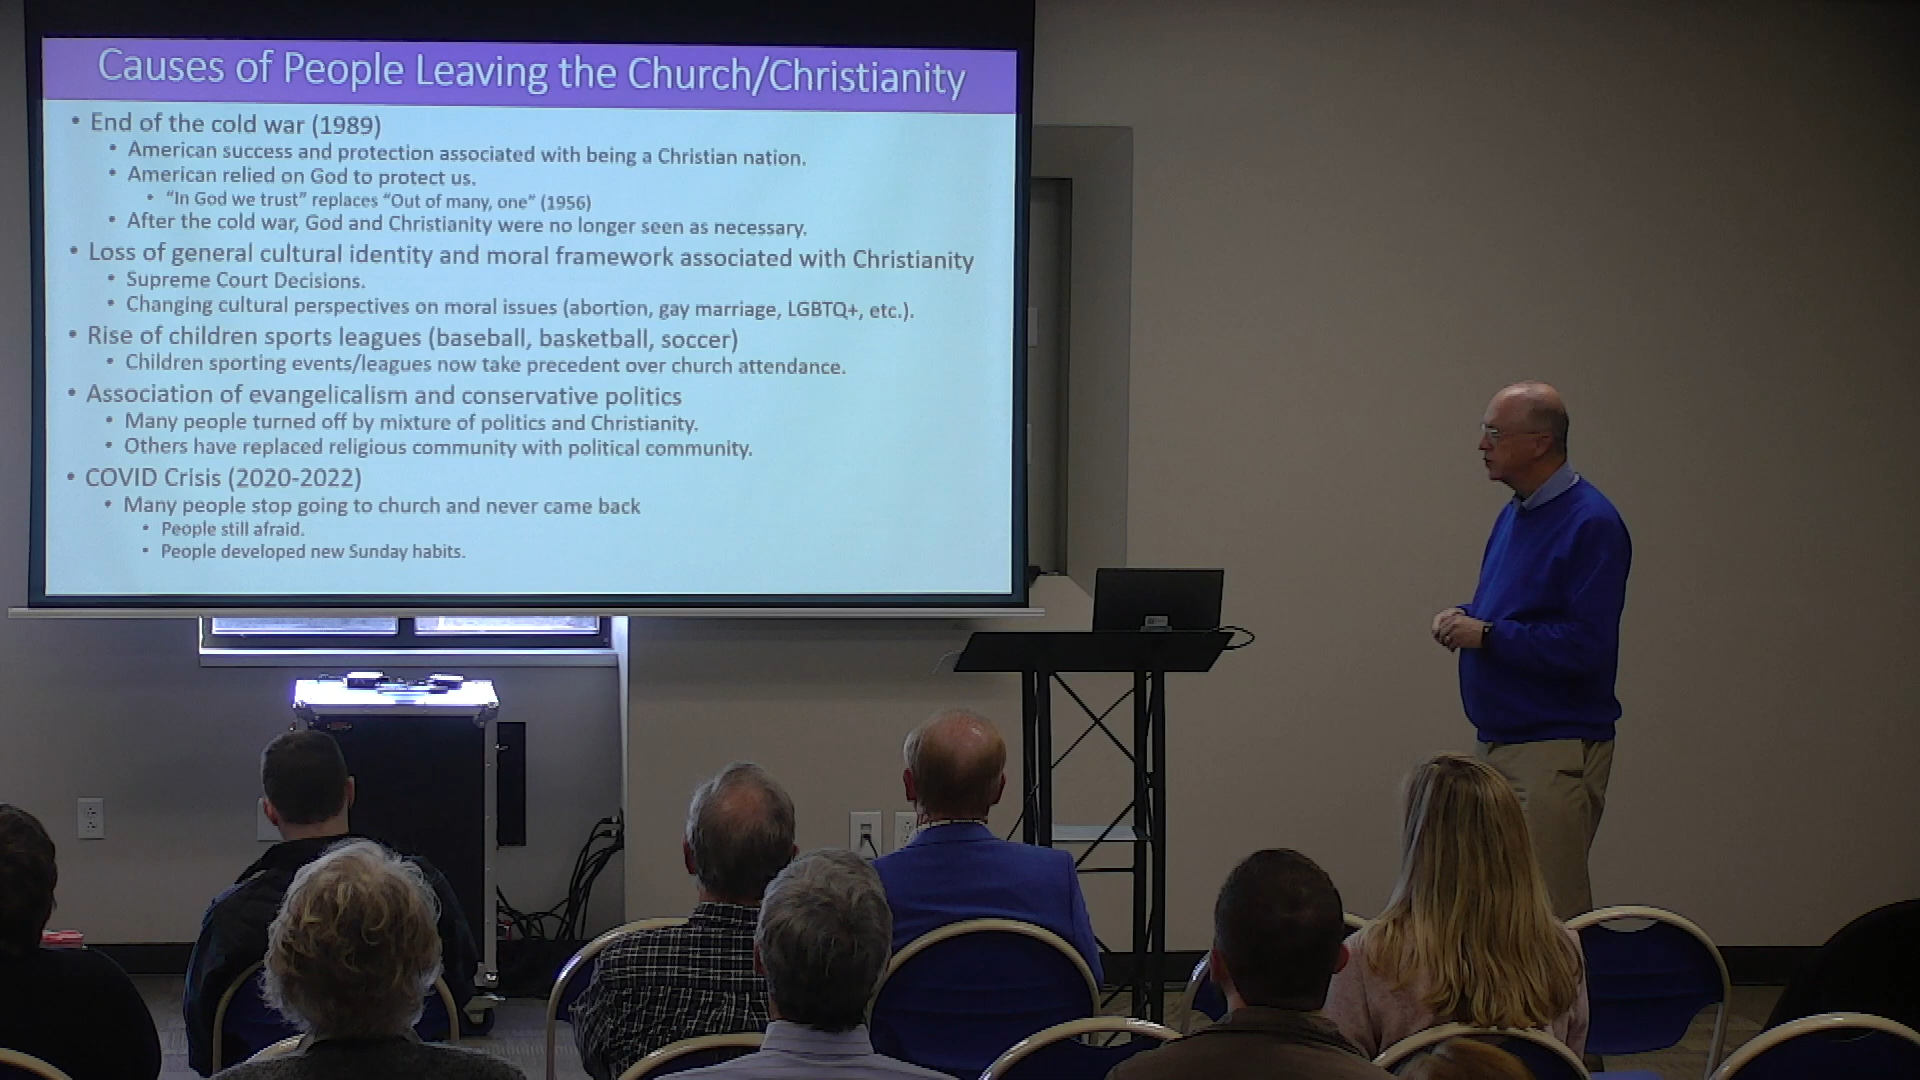 Causes of People Leaving the Church/Christianity
• End of the cold war (1989)
• American success and protection associated with being a Christian nation.
• American relied on God to protect us.
• "In God we trust" replaces "Out of many, one" (1956)
• After the cold war, God and Christianity were no longer seen as necessary.
• Loss of general cultural identity and moral framework associated with Christianity
• Supreme Court Decisions.
• Changing cultural perspectives on moral issues (abortion, gay marriage, LGBTQ+, etc.).
• Rise of children sports leagues (baseball, basketball, soccer)
• Children sporting events/leagues now take precedent over church attendance.
• Association of evangelicalism and conservative politics
• Many people turned off by mixture of politics and Christianity.
• Others have replaced religious community with political community.
• COVID Crisis (2020-2022)
• Many people stop going to church and never came back
• People still afraid.
• People developed new Sunday habits.